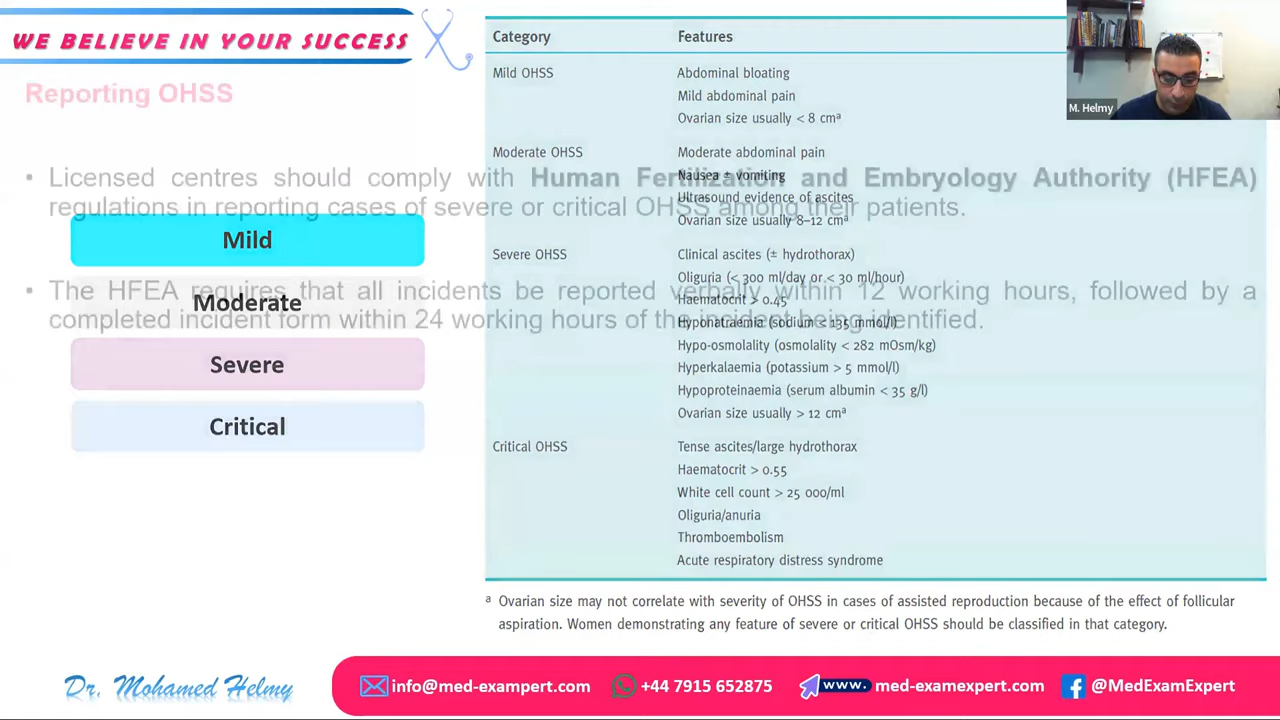 WE BELIEVE IN YOUR SUCCESS
M. Helmy
Reporting OHSS
• Licensed centres should comply with Human Fertilization and Embryology Authority (HFEA)
regulations in reporting cases of severe or critical OHSS among their patients.
• The HFEA requires that all incidents be reported verbally within 12 working hours, followed by a
completed incident form within 24 working hours of the incident being identified.
Mild
Moderate
Severe
Critical
Category Features
Mild OHSS Abdominal bloating
Mild abdominal pain
Ovarian size usually < 8 cmᵃ
Moderate OHSS Moderate abdominal pain
Nausea ± vomiting
Ultrasound evidence of ascites
Ovarian size usually 8–12 cmᵃ
Severe OHSS Clinical ascites (± hydrothorax)
Oliguria (< 300 ml/day or < 30 ml/hour)
Haematocrit > 0.45
Hyponatraemia (sodium < 135 mmol/l)
Hypo-osmolality (osmolality < 282 mOsm/kg)
Hyperkalaemia (potassium > 5 mmol/l)
Hypoproteinaemia (serum albumin < 35 g/l)
Ovarian size usually > 12 cmᵃ
Critical OHSS Tense ascites/large hydrothorax
Haematocrit > 0.55
White cell count > 25 000/ml
Oliguria/anuria
Thromboembolism
Acute respiratory distress syndrome
ᵃ Ovarian size may not correlate with severity of OHSS in cases of assisted reproduction because of the effect of follicular
aspiration. Women demonstrating any feature of severe or critical OHSS should be classified in that category.
Dr. Mohamed Helmy
info@med-exampert.com
+44 7915 652875
www. med-examexpert.com
@MedExamExpert